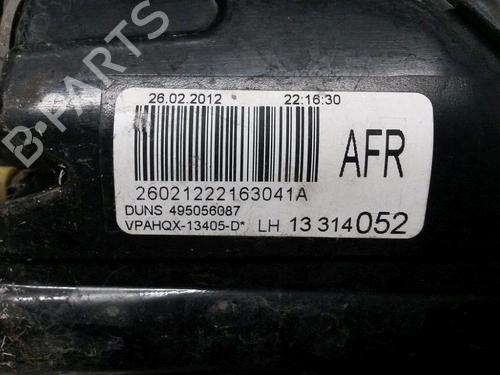 26.02.2012 22:16:30
AFR
26021222163041A
DUNS 495056087
VPAHQX-13405-D* LH 13 314052
B-PARTS